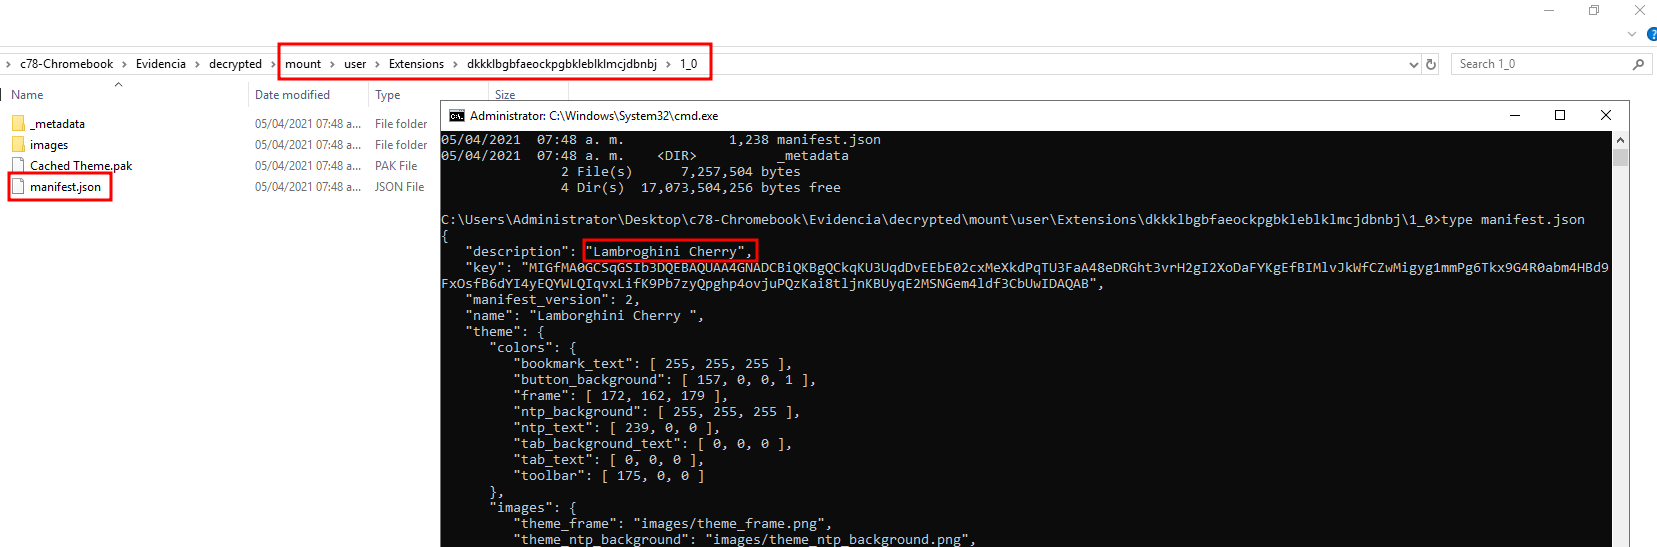 c78-Chromebook > Evidencia > decrypted > mount > user > Extensions > dkkklbgbfaeockpgbkleblklmcjdbnbj > 1_0
Search 1_0
Name Date modified Type Size
_metadata 05/04/2021 07:48 a... File folder
images 05/04/2021 07:48 a... File folder
Cached Theme.pak 05/04/2021 07:48 a... PAK File
manifest.json 05/04/2021 07:48 a... JSON File
Administrator: C:\Windows\System32\cmd.exe
05/04/2021 07:48 a. m. 1,238 manifest.json
05/04/2021 07:48 a. m. <DIR> _metadata
2 File(s) 7,257,504 bytes
4 Dir(s) 17,073,504,256 bytes free
C:\Users\Administrator\Desktop\c78-Chromebook\Evidencia\decrypted\mount\user\Extensions\dkkklbgbfaeockpgbkleblklmcjdbnbj\1_0>type manifest.json
{
"description": "Lambroghini Cherry",
"key": "MIGfMA0GCSqGSIb3DQEBAQUAA4GNADCBiQKBgQCkqKU3UqdDvEEbE02cxMeXkdPqTU3FaA48eDRGht3vrH2gI2XoDaFYKgEfBIMlvJkWfCZwMigyg1mmPg6Tkx9G4R0abm4HBd9
FxOsfB6dYI4yEQYWLQIqvxLifK9Pb7zyQpghp4ovjuPQzKai8tljnKBUyqE2MSNGem4ldf3CbUwIDAQAB",
"manifest_version": 2,
"name": "Lamborghini Cherry ",
"theme": {
"colors": {
"bookmark_text": [ 255, 255, 255 ],
"button_background": [ 157, 0, 0, 1 ],
"frame": [ 172, 162, 179 ],
"ntp_background": [ 255, 255, 255 ],
"ntp_text": [ 239, 0, 0 ],
"tab_background_text": [ 0, 0, 0 ],
"tab_text": [ 0, 0, 0 ],
"toolbar": [ 175, 0, 0 ]
},
"images": {
"theme_frame": "images/theme_frame.png",
"theme_ntp_background": "images/theme_ntp_background.png",